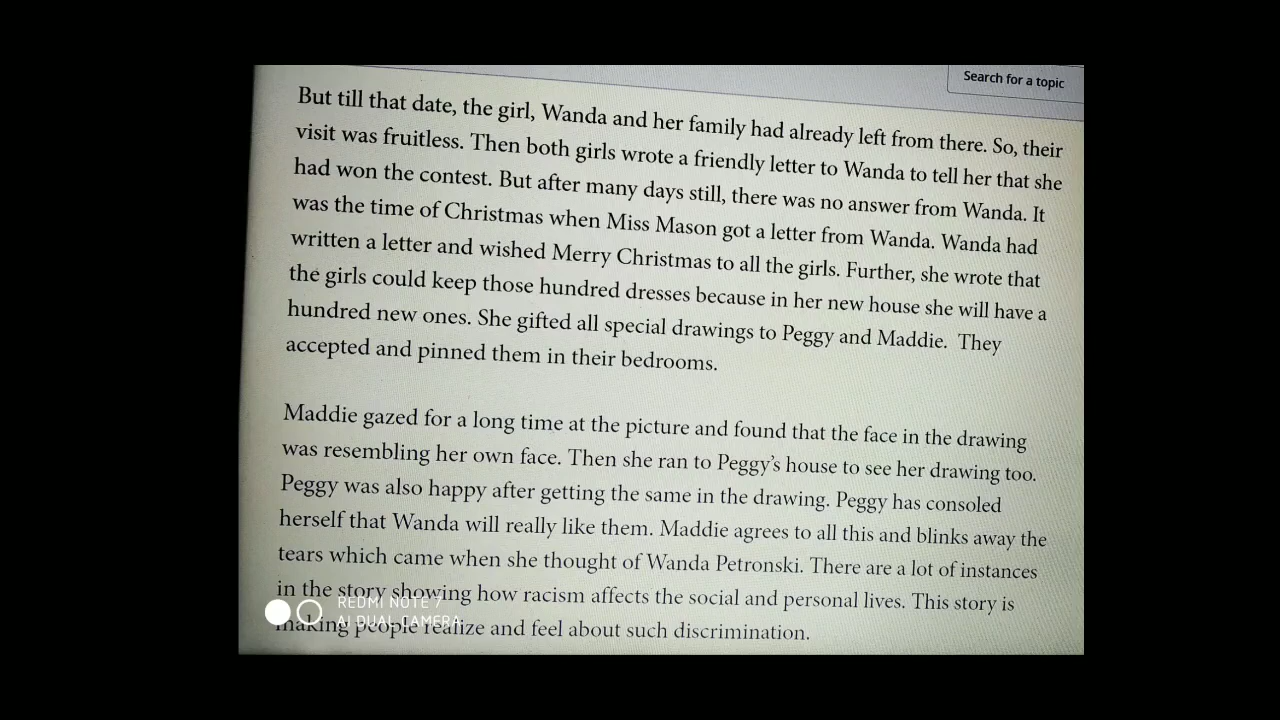 Search for a topic
But till that date, the girl, Wanda and her family had already left from there. So, their
visit was fruitless. Then both girls wrote a friendly letter to Wanda to tell her that she
had won the contest. But after many days still, there was no answer from Wanda. It
was the time of Christmas when Miss Mason got a letter from Wanda. Wanda had
written a letter and wished Merry Christmas to all the girls. Further, she wrote that
the girls could keep those hundred dresses because in her new house she will have a
hundred new ones. She gifted all special drawings to Peggy and Maddie. They
accepted and pinned them in their bedrooms.
Maddie gazed for a long time at the picture and found that the face in the drawing
was resembling her own face. Then she ran to Peggy's house to see her drawing too.
Peggy was also happy after getting the same in the drawing. Peggy has consoled
herself that Wanda will really like them. Maddie agrees to all this and blinks away the
tears which came when she thought of Wanda Petronski. There are a lot of instances
in the story showing how racism affects the social and personal lives. This story is
making people realize and feel about such discrimination.
REDMI NOTE 7
AI DUAL CAMERA